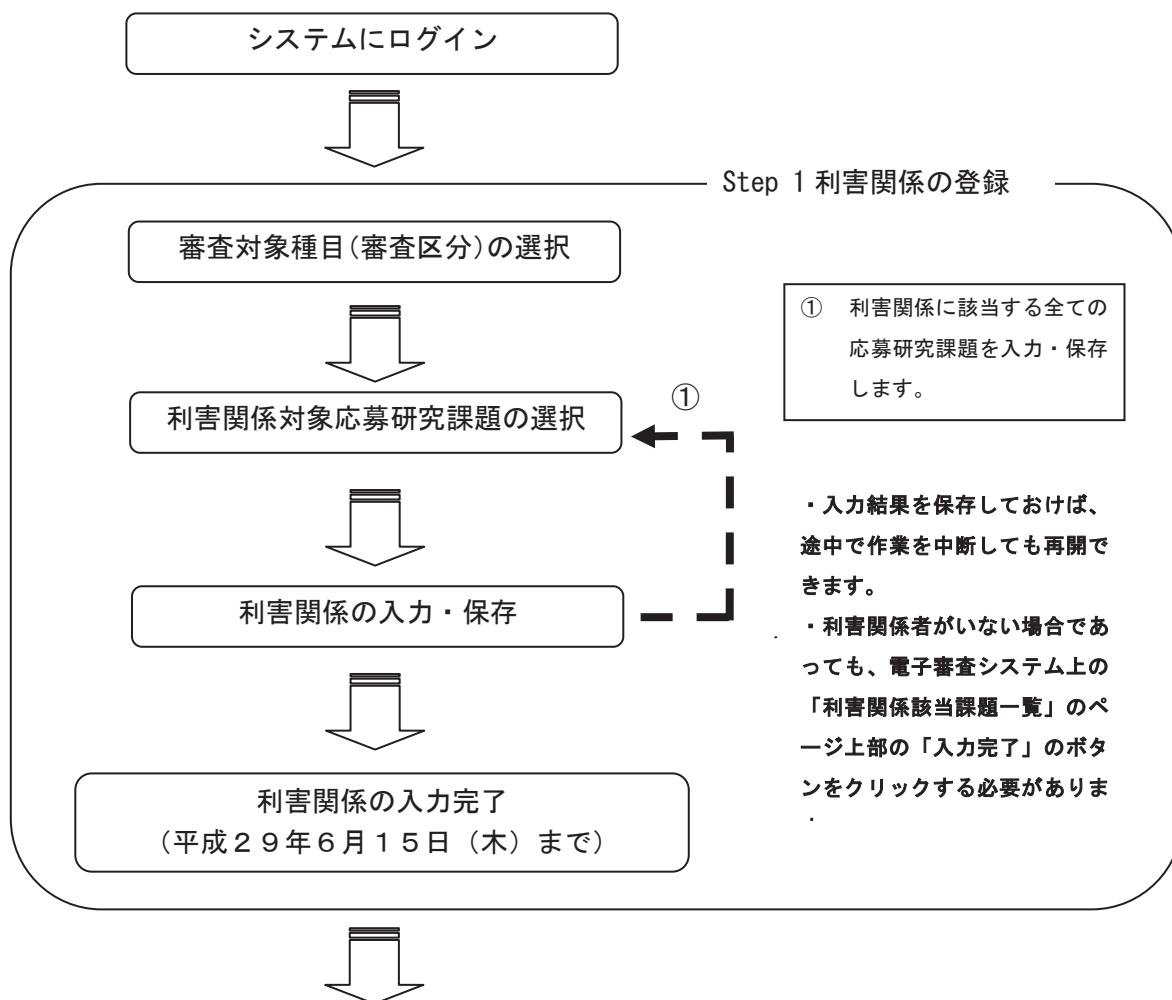 システムにログイン
Step 1 利害関係の登録
審査対象種目(審査区分)の選択
① 利害関係に該当する全ての
応募研究課題を入力・保存
します。
利害関係対象応募研究課題の選択
①
・入力結果を保存しておけば、
途中で作業を中断しても再開で
きます。
・利害関係者がいない場合であ
っても、電子審査システム上の
「利害関係該当課題一覧」のペ
ージ上部の「入力完了」のボタ
ンをクリックする必要がありま
利害関係の入力・保存
利害関係の入力完了
(平成29年6月15日(木)まで)